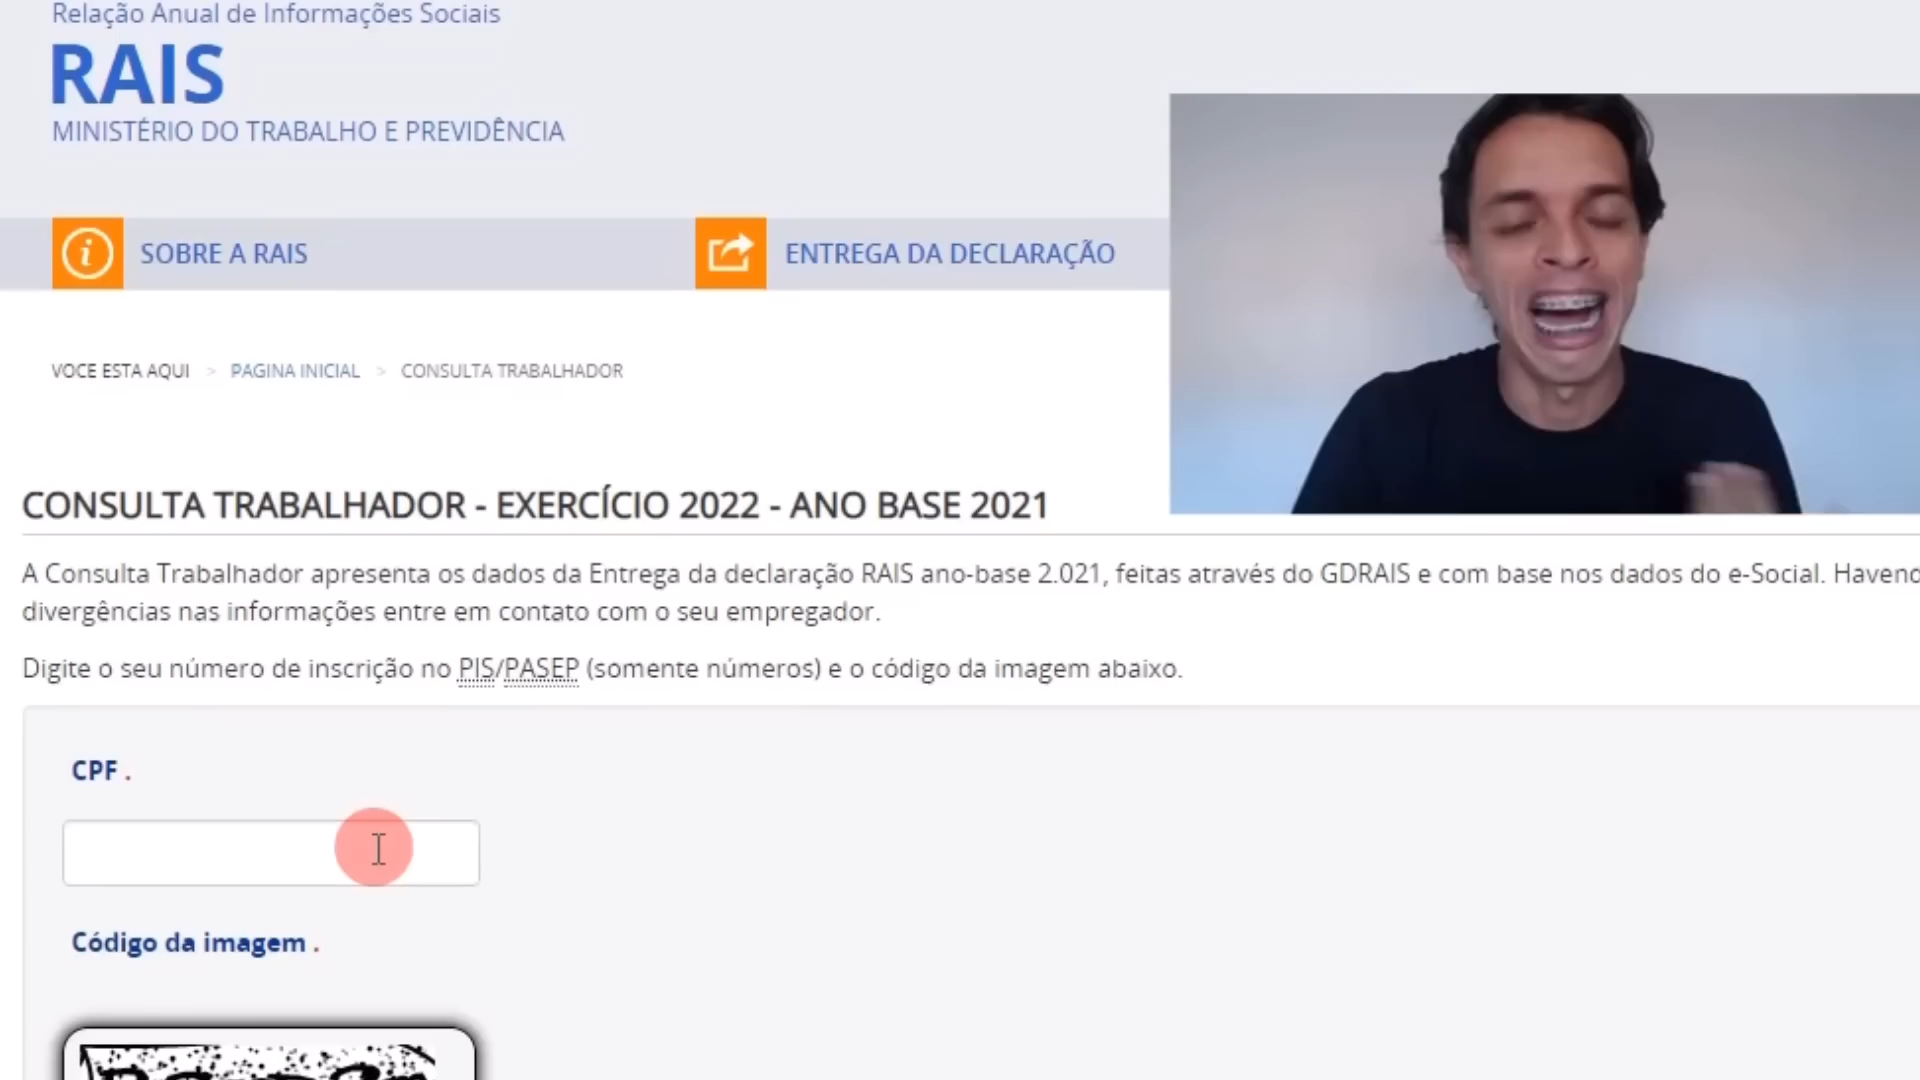 Relação Anual de Informações Sociais
RAIS
MINISTÉRIO DO TRABALHO E PREVIDÊNCIA
SOBRE A RAIS
ENTREGA DA DECLARAÇÃO
VOCE ESTA AQUI > PAGINA INICIAL > CONSULTA TRABALHADOR
CONSULTA TRABALHADOR - EXERCÍCIO 2022 - ANO BASE 2021
A Consulta Trabalhador apresenta os dados da Entrega da declaração RAIS ano-base 2.021, feitas através do GDRAIS e com base nos dados do e-Social. Havend
divergências nas informações entre em contato com o seu empregador.
Digite o seu número de inscrição no PIS/PASEP (somente números) e o código da imagem abaixo.
CPF .
Código da imagem .